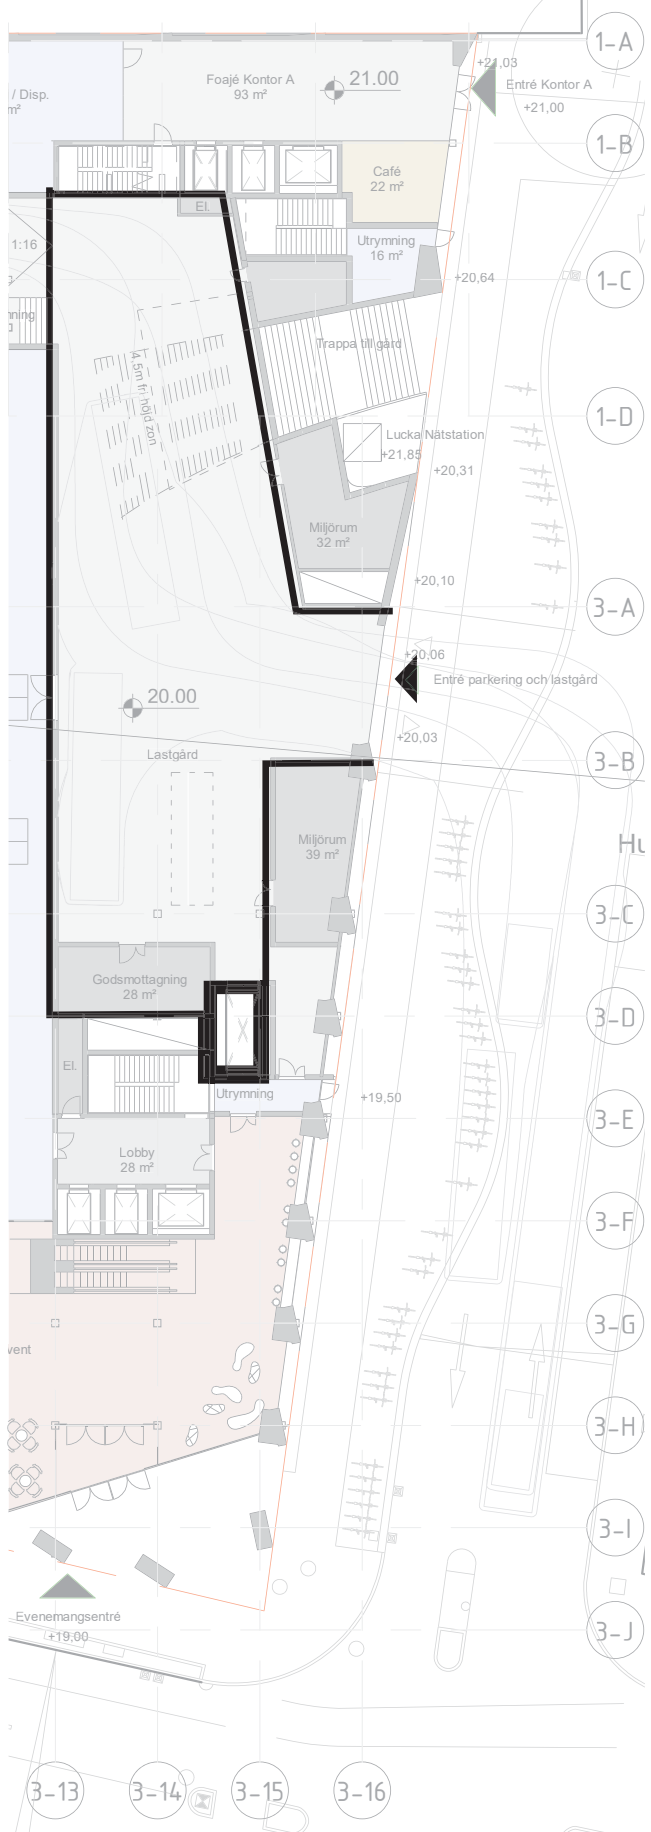 1-A
+21,03
Foajé Kontor A
93 m²
21.00
Entré Kontor A
/ Disp.
m²
+21,00
1-B
Café
22 m²
El.
1:16
Utrymning
16 m²
+20,64
1-C
nning
Trappa till gård
4,5m fri höjd zon
1-D
Lucka Nätstation
+21,85
+20,31
Miljörum
32 m²
+20,10
3-A
+20,06
Entré parkering och lastgård
20.00
+20,03
Lastgård
3-B
Miljörum
39 m²
Hu
3-C
Godsmottagning
28 m²
3-D
El.
Utrymning
+19,50
3-E
Lobby
28 m²
3-F
3-G
vent
3-H
3-I
Evenemangsentré
+19,00
3-J
3-13
3-14
3-15
3-16